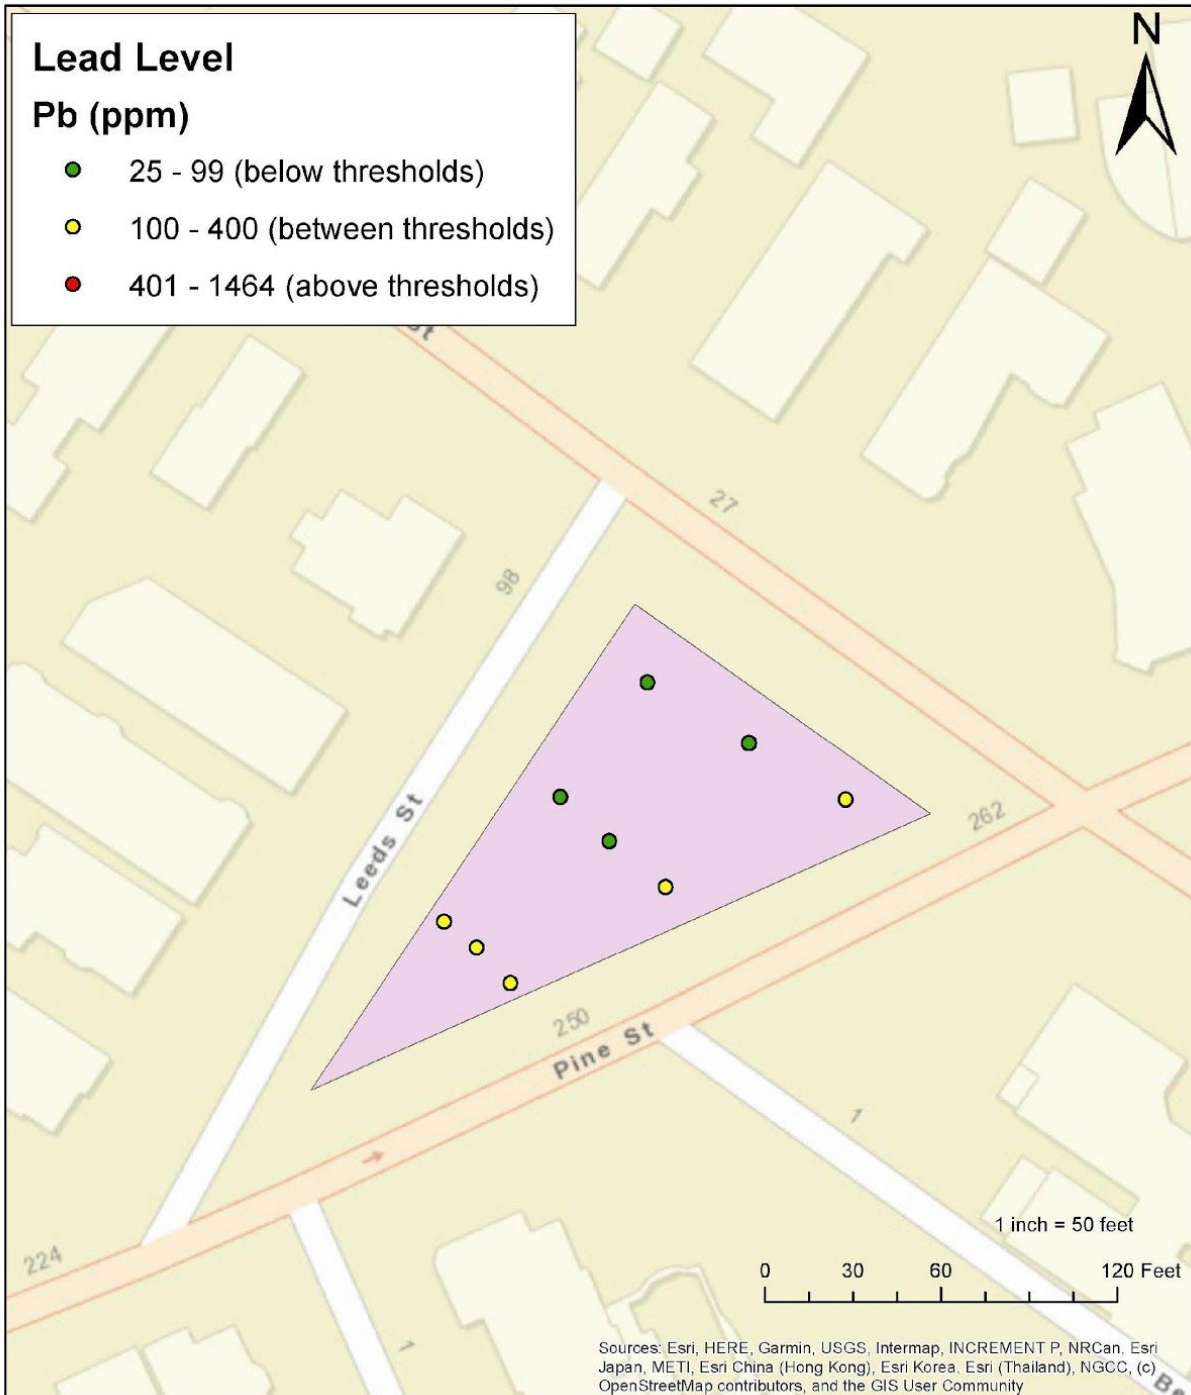 Lead Level
Pb (ppm)
25 - 99 (below thresholds)
100 - 400 (between thresholds)
401 - 1464 (above thresholds)
N
St
27
98
Leeds St
262
250
Pine St
1
224
1
1 inch = 50 feet
0 30 60 120 Feet
Sources: Esri, HERE, Garmin, USGS, Intermap, INCREMENT P, NRCan, Esri
Japan, METI, Esri China (Hong Kong), Esri Korea, Esri (Thailand), NGCC, (c)
OpenStreetMap contributors, and the GIS User Community